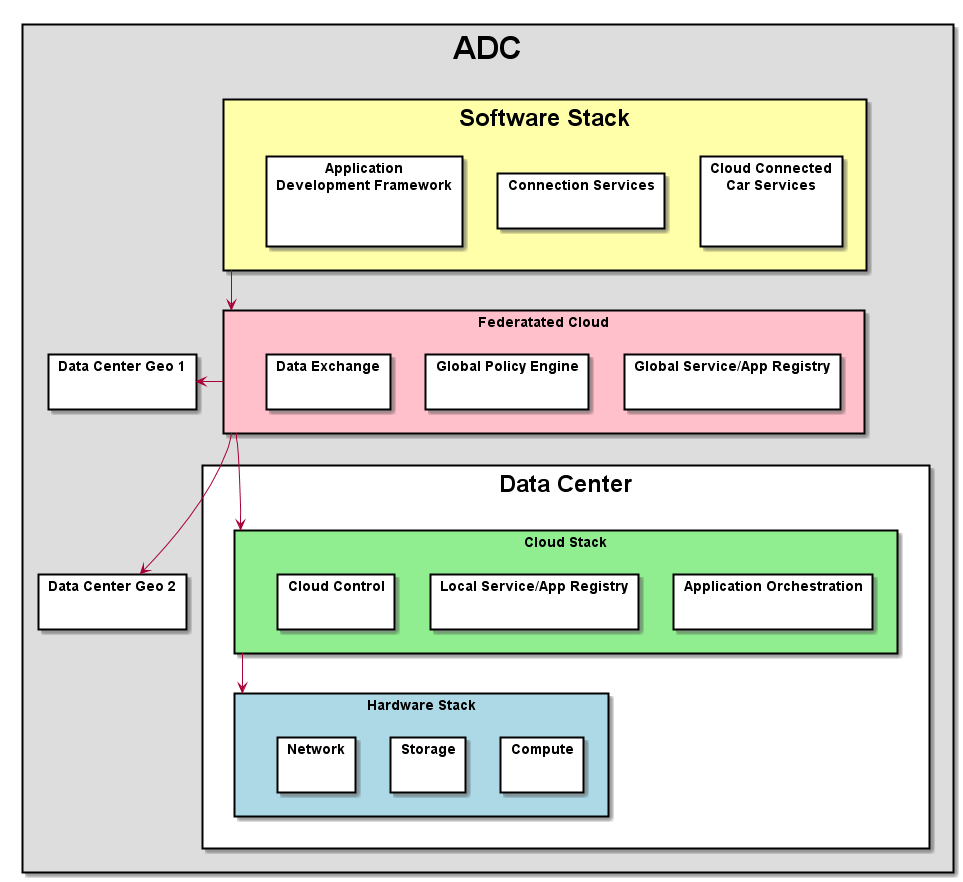 ADC
Software Stack
Application
Development Framework
Connection Services
Cloud Connected
Car Services
Federatated Cloud
Data Center Geo 1
Data Exchange
Global Policy Engine
Global Service/App Registry
Data Center
Cloud Stack
Data Center Geo 2
Cloud Control
Local Service/App Registry
Application Orchestration
Hardware Stack
Network
Storage
Compute